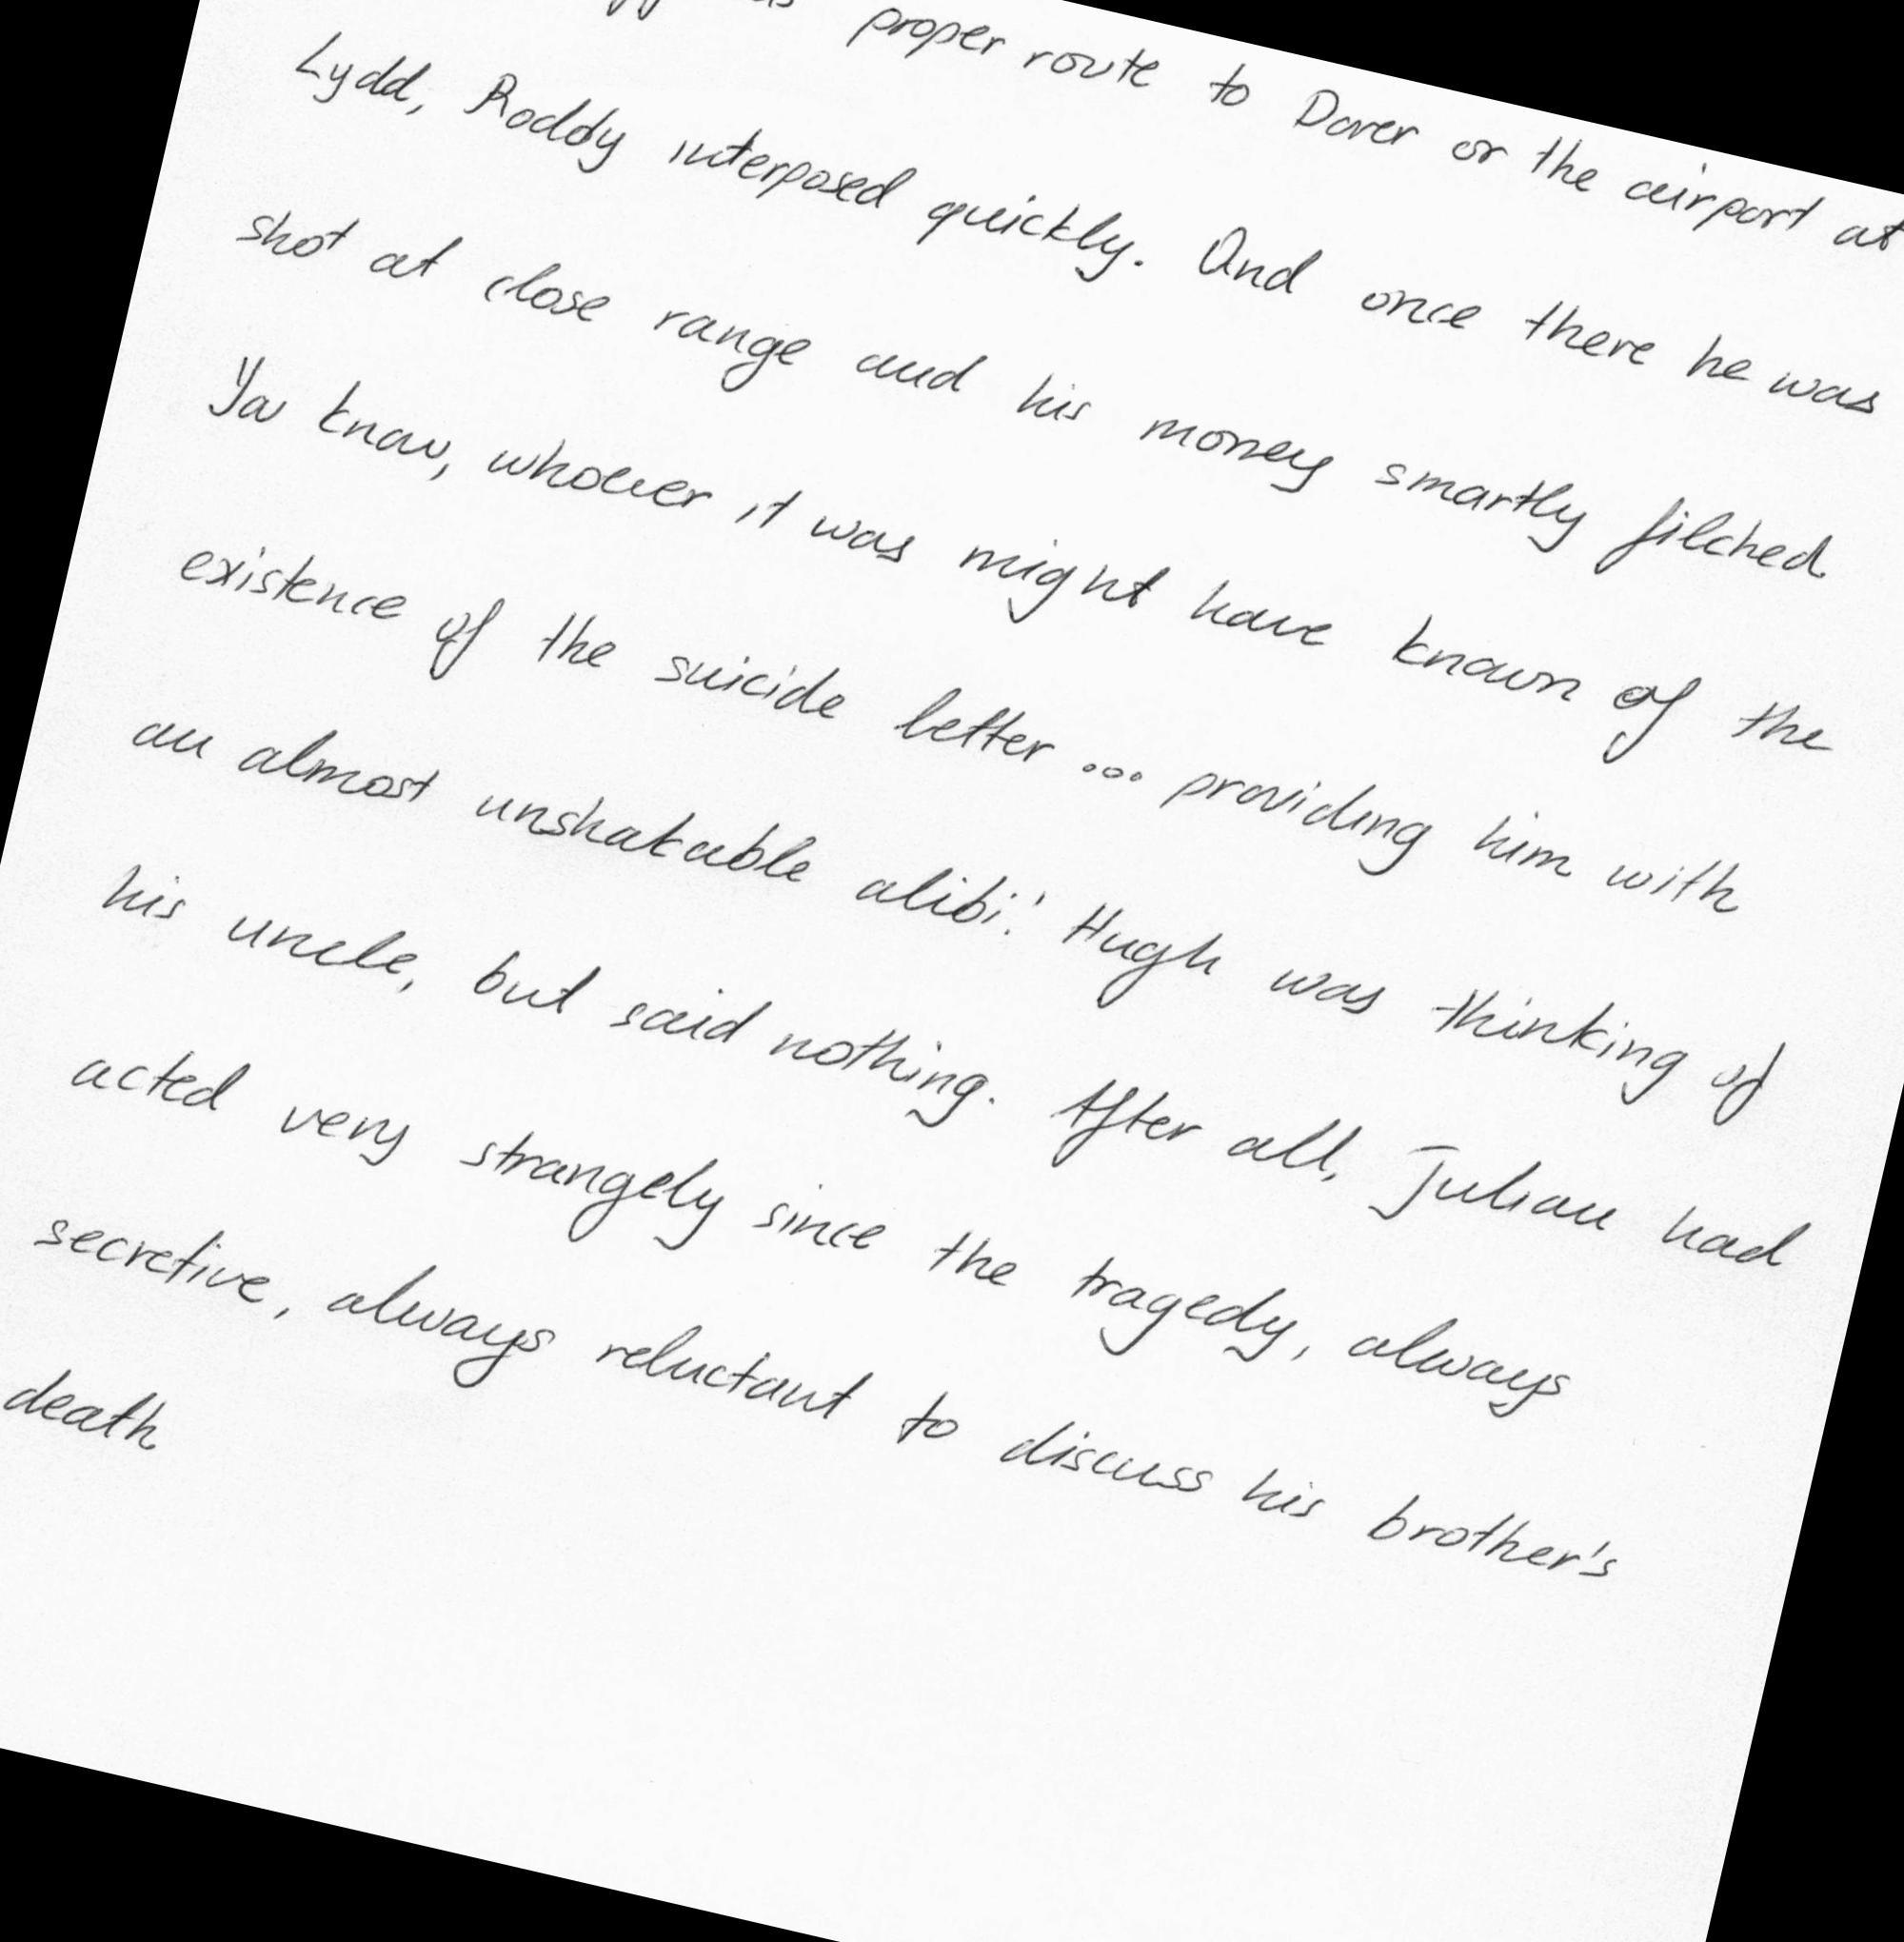 proper route to Dover or the airport at
Lydd, Roddy interposed quickly. And once there he was
shot at close range and his money smartly filched.
Ya know, whoever it was might have known of the
existence of the suicide letter ... providing him with
an almost unshakable alibi.' Hugh was thinking of
his uncle, but said nothing. After all, Julian had
acted very strangely since the tragedy, always
secretive, always reluctant to discuss his brother's
death.